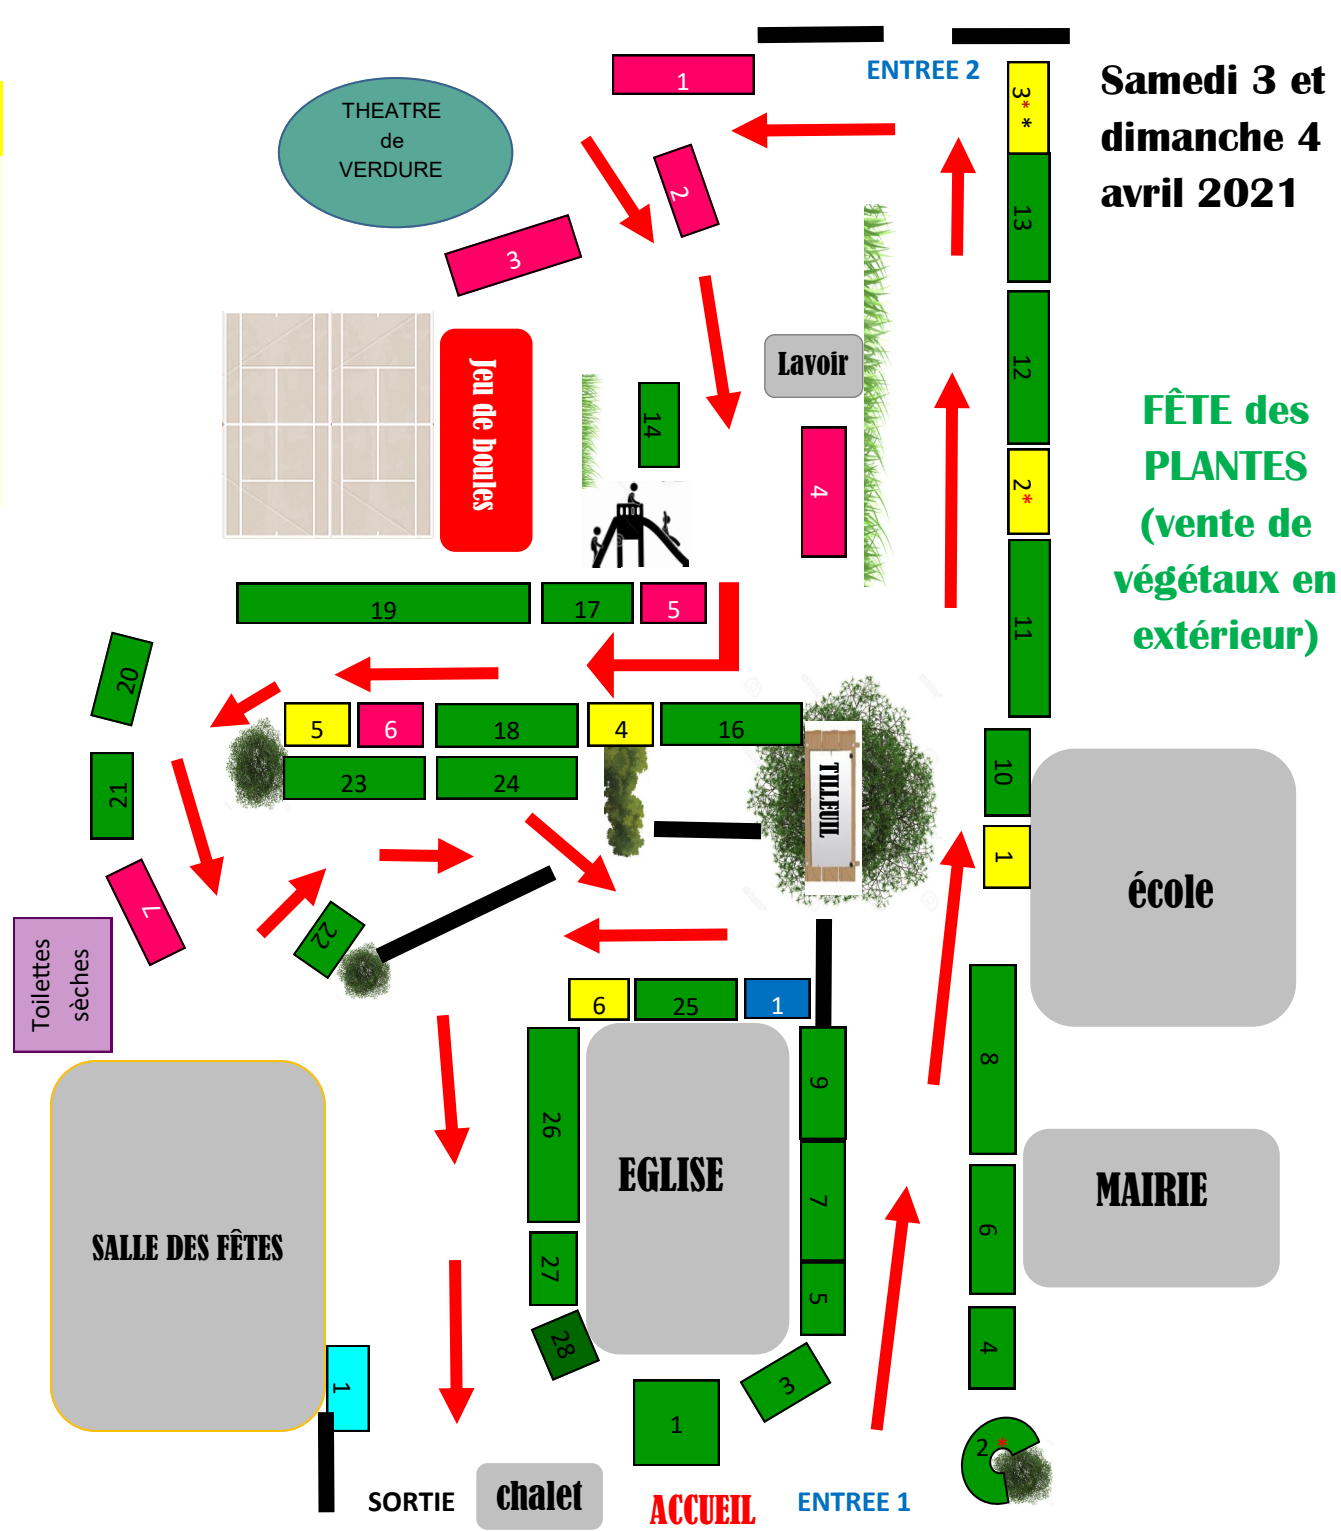 ENTREE 2
1
THEATRE
de
VERDURE
3**
Samedi 3 et
dimanche 4
avril 2021
2
13
3
Jeu de boules
Lavoir
12
14
4
2*
FÊTE des
PLANTES
(vente de
végétaux en
extérieur)
19
17
5
11
20
5
6
18
4
16
TILLEUIL
10
21
23
24
1
école
7
22
Toilettes
sèches
6
25
1
8
9
26
EGLISE
7
MAIRIE
6
SALLE DES FÊTES
27
5
28
3
4
1
1
2*
SORTIE
chalet
ACCUEIL
ENTREE 1